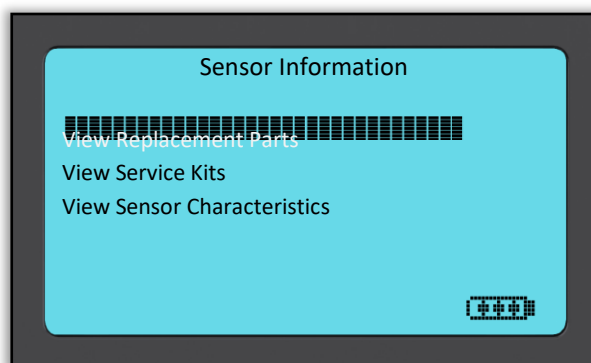 Sensor Information
View Replacement Parts
View Service Kits
View Sensor Characteristics